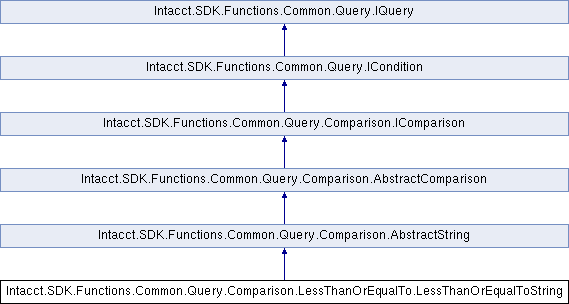 Intacct.SDK.Functions.Common.Query.IQuery
Intacct.SDK.Functions.Common.Query.ICondition
Intacct.SDK.Functions.Common.Query.Comparison.IComparison
Intacct.SDK.Functions.Common.Query.Comparison.AbstractComparison
Intacct.SDK.Functions.Common.Query.Comparison.AbstractString
Intacct.SDK.Functions.Common.Query.Comparison.LessThanOrEqualTo.LessThanOrEqualToString